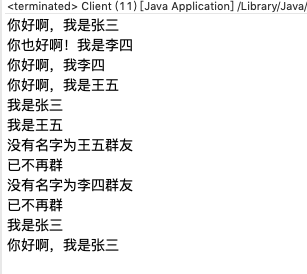 <terminated> Client (11) [Java Application] /Library/Java/
你好啊，我是张三
你也好啊！我是李四
你好啊，我李四
你好啊，我是王五
我是张三
我是王五
没有名字为王五群友
已不再群
没有名字为李四群友
已不再群
我是张三
你好啊，我是张三